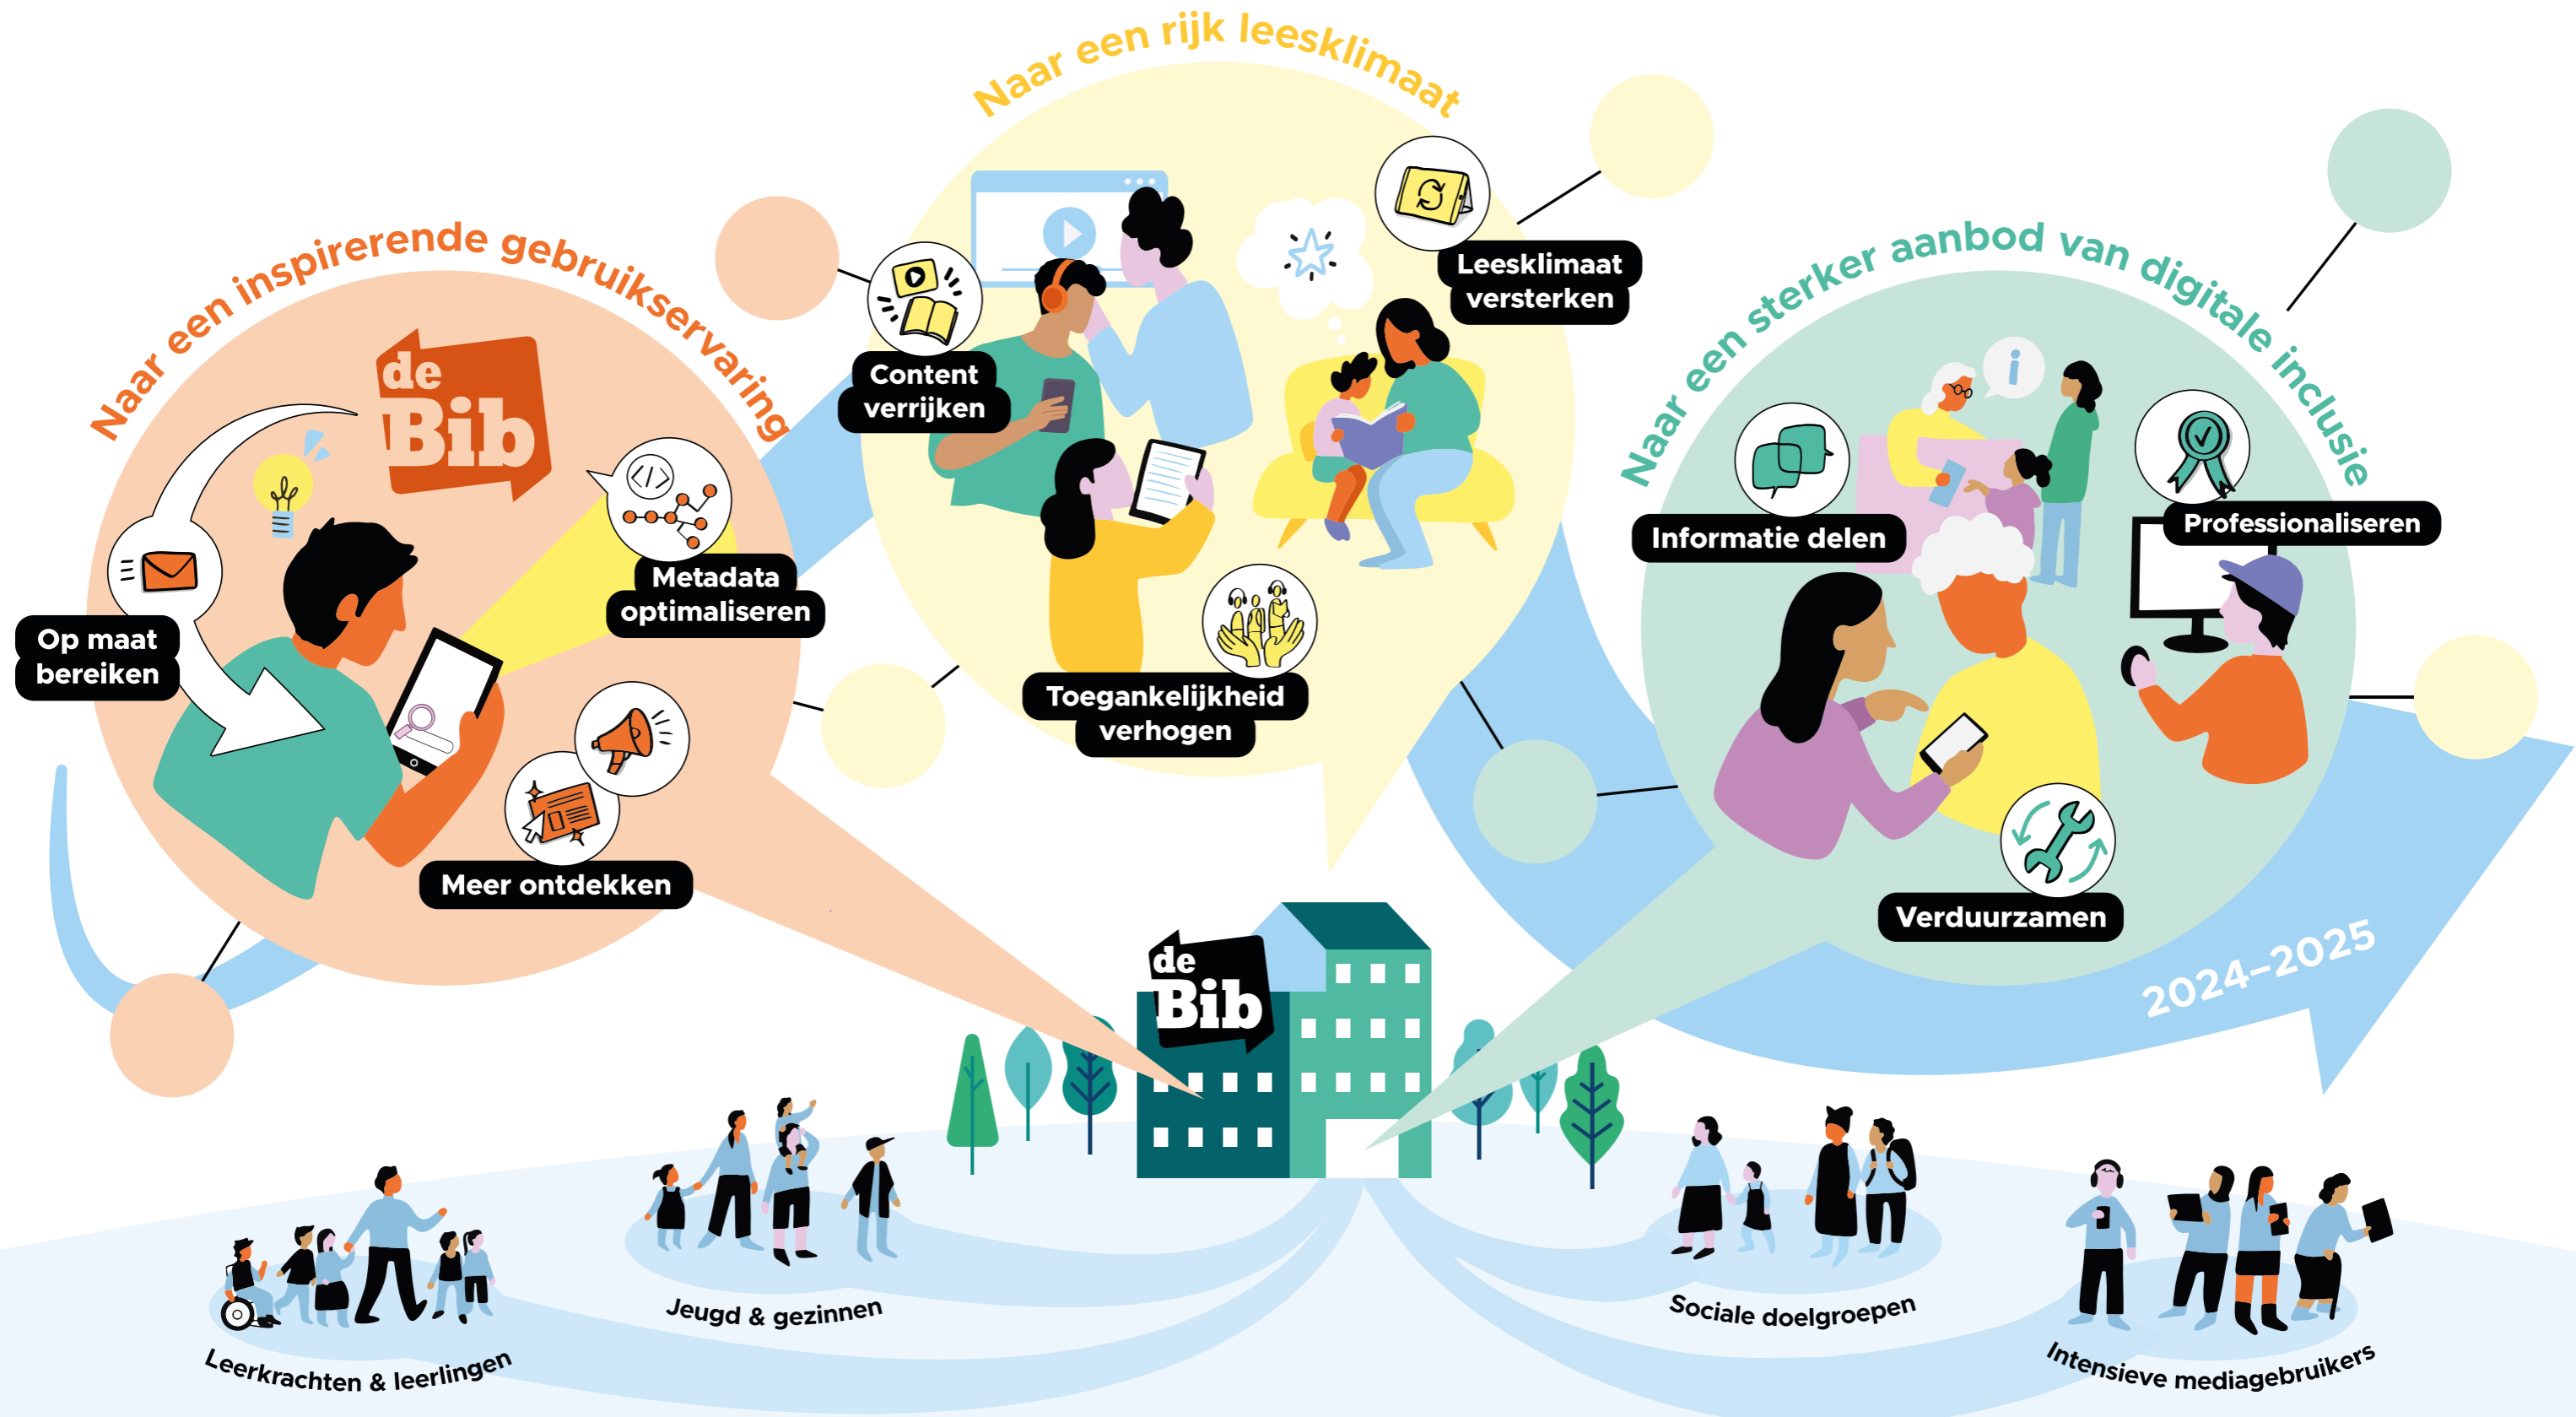 Naar een inspirerende gebruikservaring
de
Bib
Op maat
bereiken
Metadata
optimaliseren
Meer ontdekken
Naar een rijk leesklimaat
Content
verrijken
Leesklimaat
versterken
Toegankelijkheid
verhogen
Naar een sterker aanbod van digitale inclusie
i
Informatie delen
Professionaliseren
Verduurzamen
2024-2025
de
Bib
Leerkrachten & leerlingen
Jeugd & gezinnen
Sociale doelgroepen
Intensieve mediagebruikers